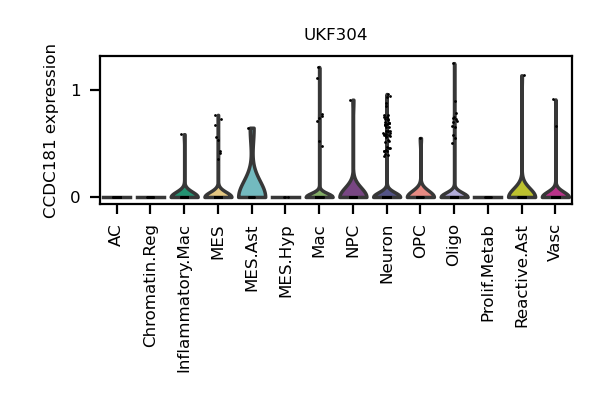 UKF304
CCDC181 expression
1
0
AC
Chromatin.Reg
Inflammatory.Mac
MES
MES.Ast
MES.Hyp
Mac
NPC
Neuron
OPC
Oligo
Prolif.Metab
Reactive.Ast
Vasc